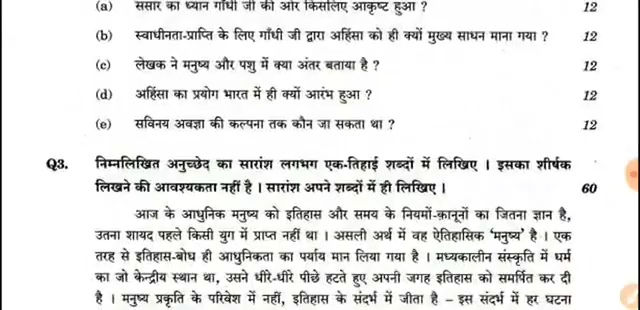 (a) संसार का ध्यान गाँधी जी की ओर किसलिए आकृष्ट हुआ ? 12
(b) स्वाधीनता-प्राप्ति के लिए गाँधी जी द्वारा अहिंसा को ही क्यों मुख्य साधन माना गया ? 12
(c) लेखक ने मनुष्य और पशु में क्या अंतर बताया है ? 12
(d) अहिंसा का प्रयोग भारत में ही क्यों आरंभ हुआ ? 12
(e) सविनय अवज्ञा की कल्पना तक कौन जा सकता था ? 12
Q3. निम्नलिखित अनुच्छेद का सारांश लगभग एक-तिहाई शब्दों में लिखिए । इसका शीर्षक
लिखने की आवश्यकता नहीं है । सारांश अपने शब्दों में ही लिखिए । 60
आज के आधुनिक मनुष्य को इतिहास और समय के नियमों-क़ानूनों का जितना ज्ञान है,
उतना शायद पहले किसी युग में प्राप्त नहीं था । असली अर्थ में वह ऐतिहासिक ‘मनुष्य’ है । एक
तरह से इतिहास-बोध ही आधुनिकता का पर्याय मान लिया गया है । मध्यकालीन संस्कृति में धर्म
का जो केन्द्रीय स्थान था, उसने धीरे-धीरे पीछे हटते हुए अपनी जगह इतिहास को समर्पित कर दी
है । मनुष्य प्रकृति के परिवेश में नहीं, इतिहास के संदर्भ में जीता है – इस संदर्भ में हर घटना